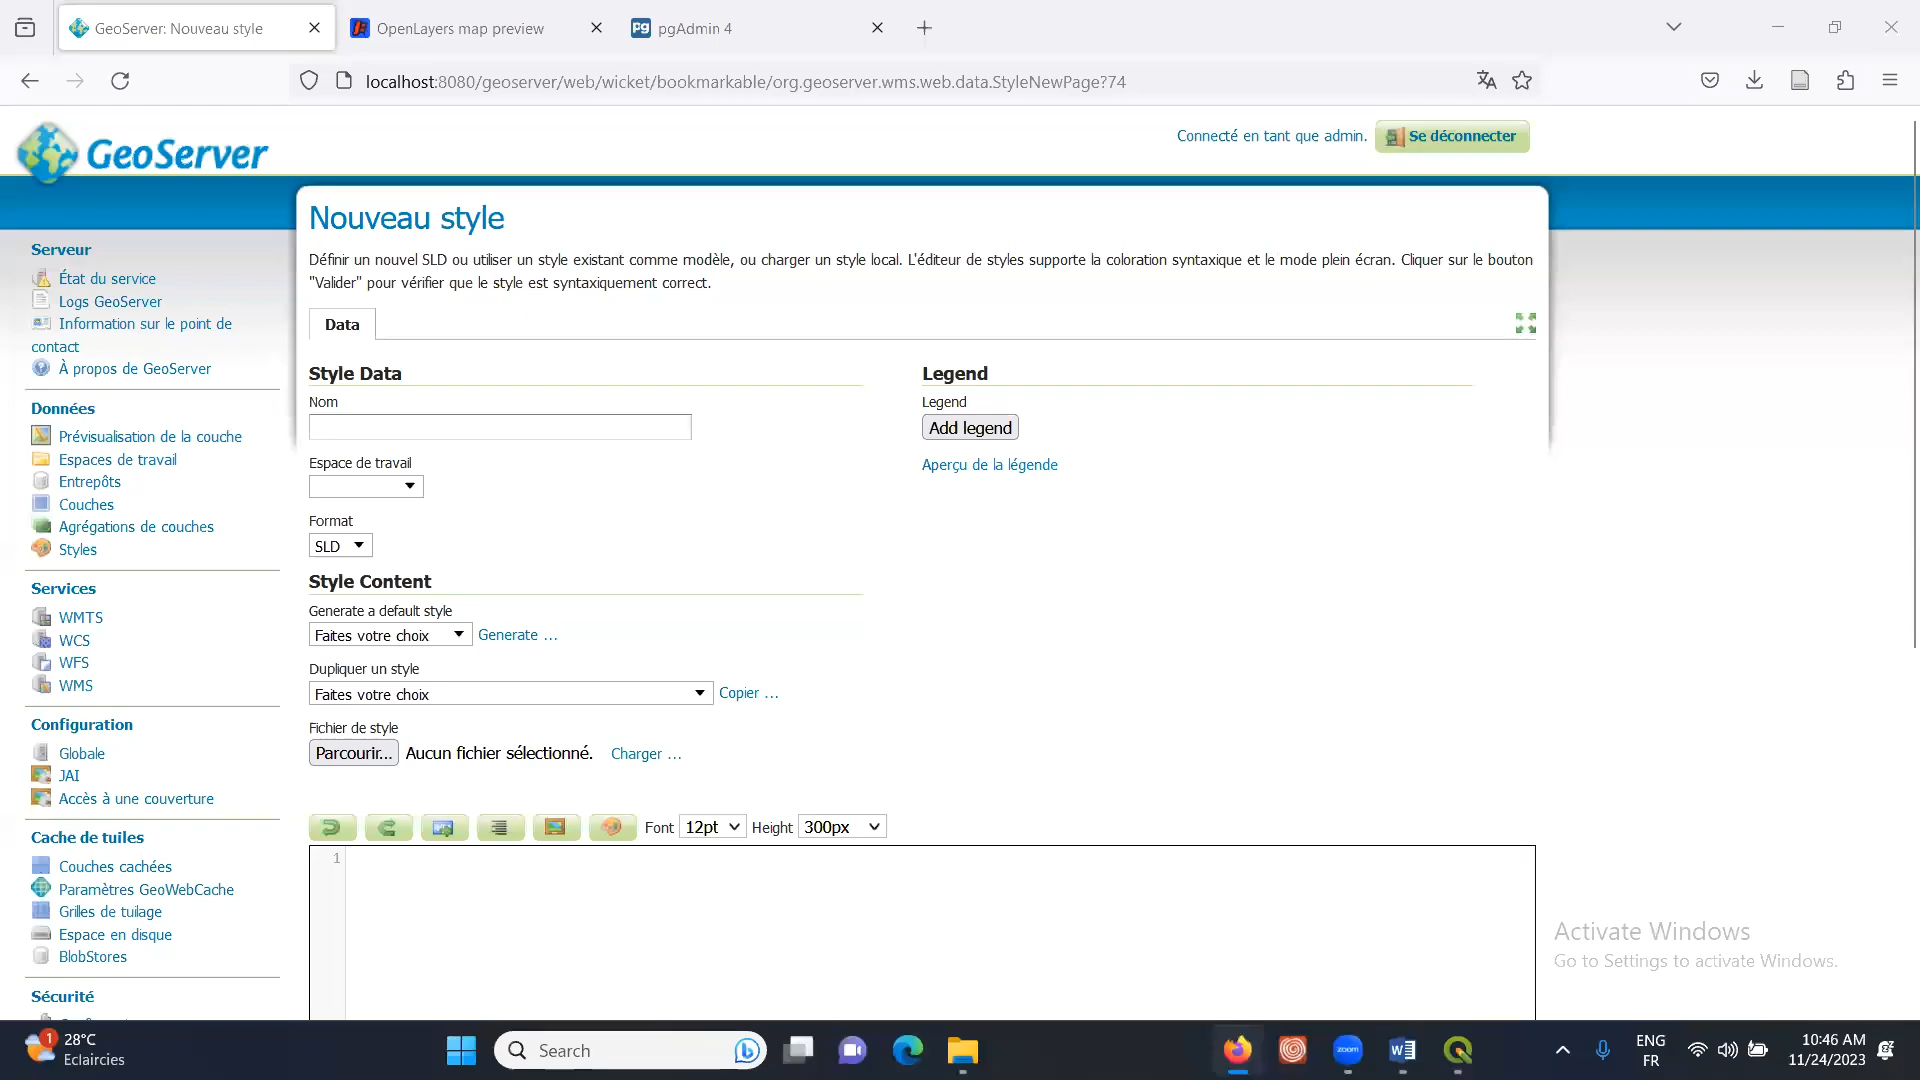 GeoServer: Nouveau style
OpenLayers map preview
pgAdmin 4
localhost:8080/geoserver/web/wicket/bookmarkable/org.geoserver.wms.web.data.StyleNewPage?74
GeoServer
Connecté en tant que admin.
Se déconnecter
Nouveau style
Définir un nouvel SLD ou utiliser un style existant comme modèle, ou charger un style local. L'éditeur de styles supporte la coloration syntaxique et le mode plein écran. Cliquer sur le bouton
"Valider" pour vérifier que le style est syntaxiquement correct.
Serveur
État du service
Logs GeoServer
Information sur le point de
contact
À propos de GeoServer
Données
Prévisualisation de la couche
Espaces de travail
Entrepôts
Couches
Agrégations de couches
Styles
Services
WMTS
WCS
WFS
WMS
Configuration
Globale
JAI
Accès à une couverture
Cache de tuiles
Couches cachées
Paramètres GeoWebCache
Grilles de tuilage
Espace en disque
BlobStores
Sécurité
Data
Style Data
Nom
Espace de travail
Format
SLD
Style Content
Generate a default style
Faites votre choix
Generate ...
Dupliquer un style
Faites votre choix
Copier ...
Fichier de style
Parcourir... Aucun fichier sélectionné.
Charger ...
Font 12pt Height 300px
1
Legend
Legend
Add legend
Aperçu de la légende
Activate Windows
Go to Settings to activate Windows.
1
28°C
Eclaircies
Search
zoom
ENG
FR
10:46 AM
11/24/2023